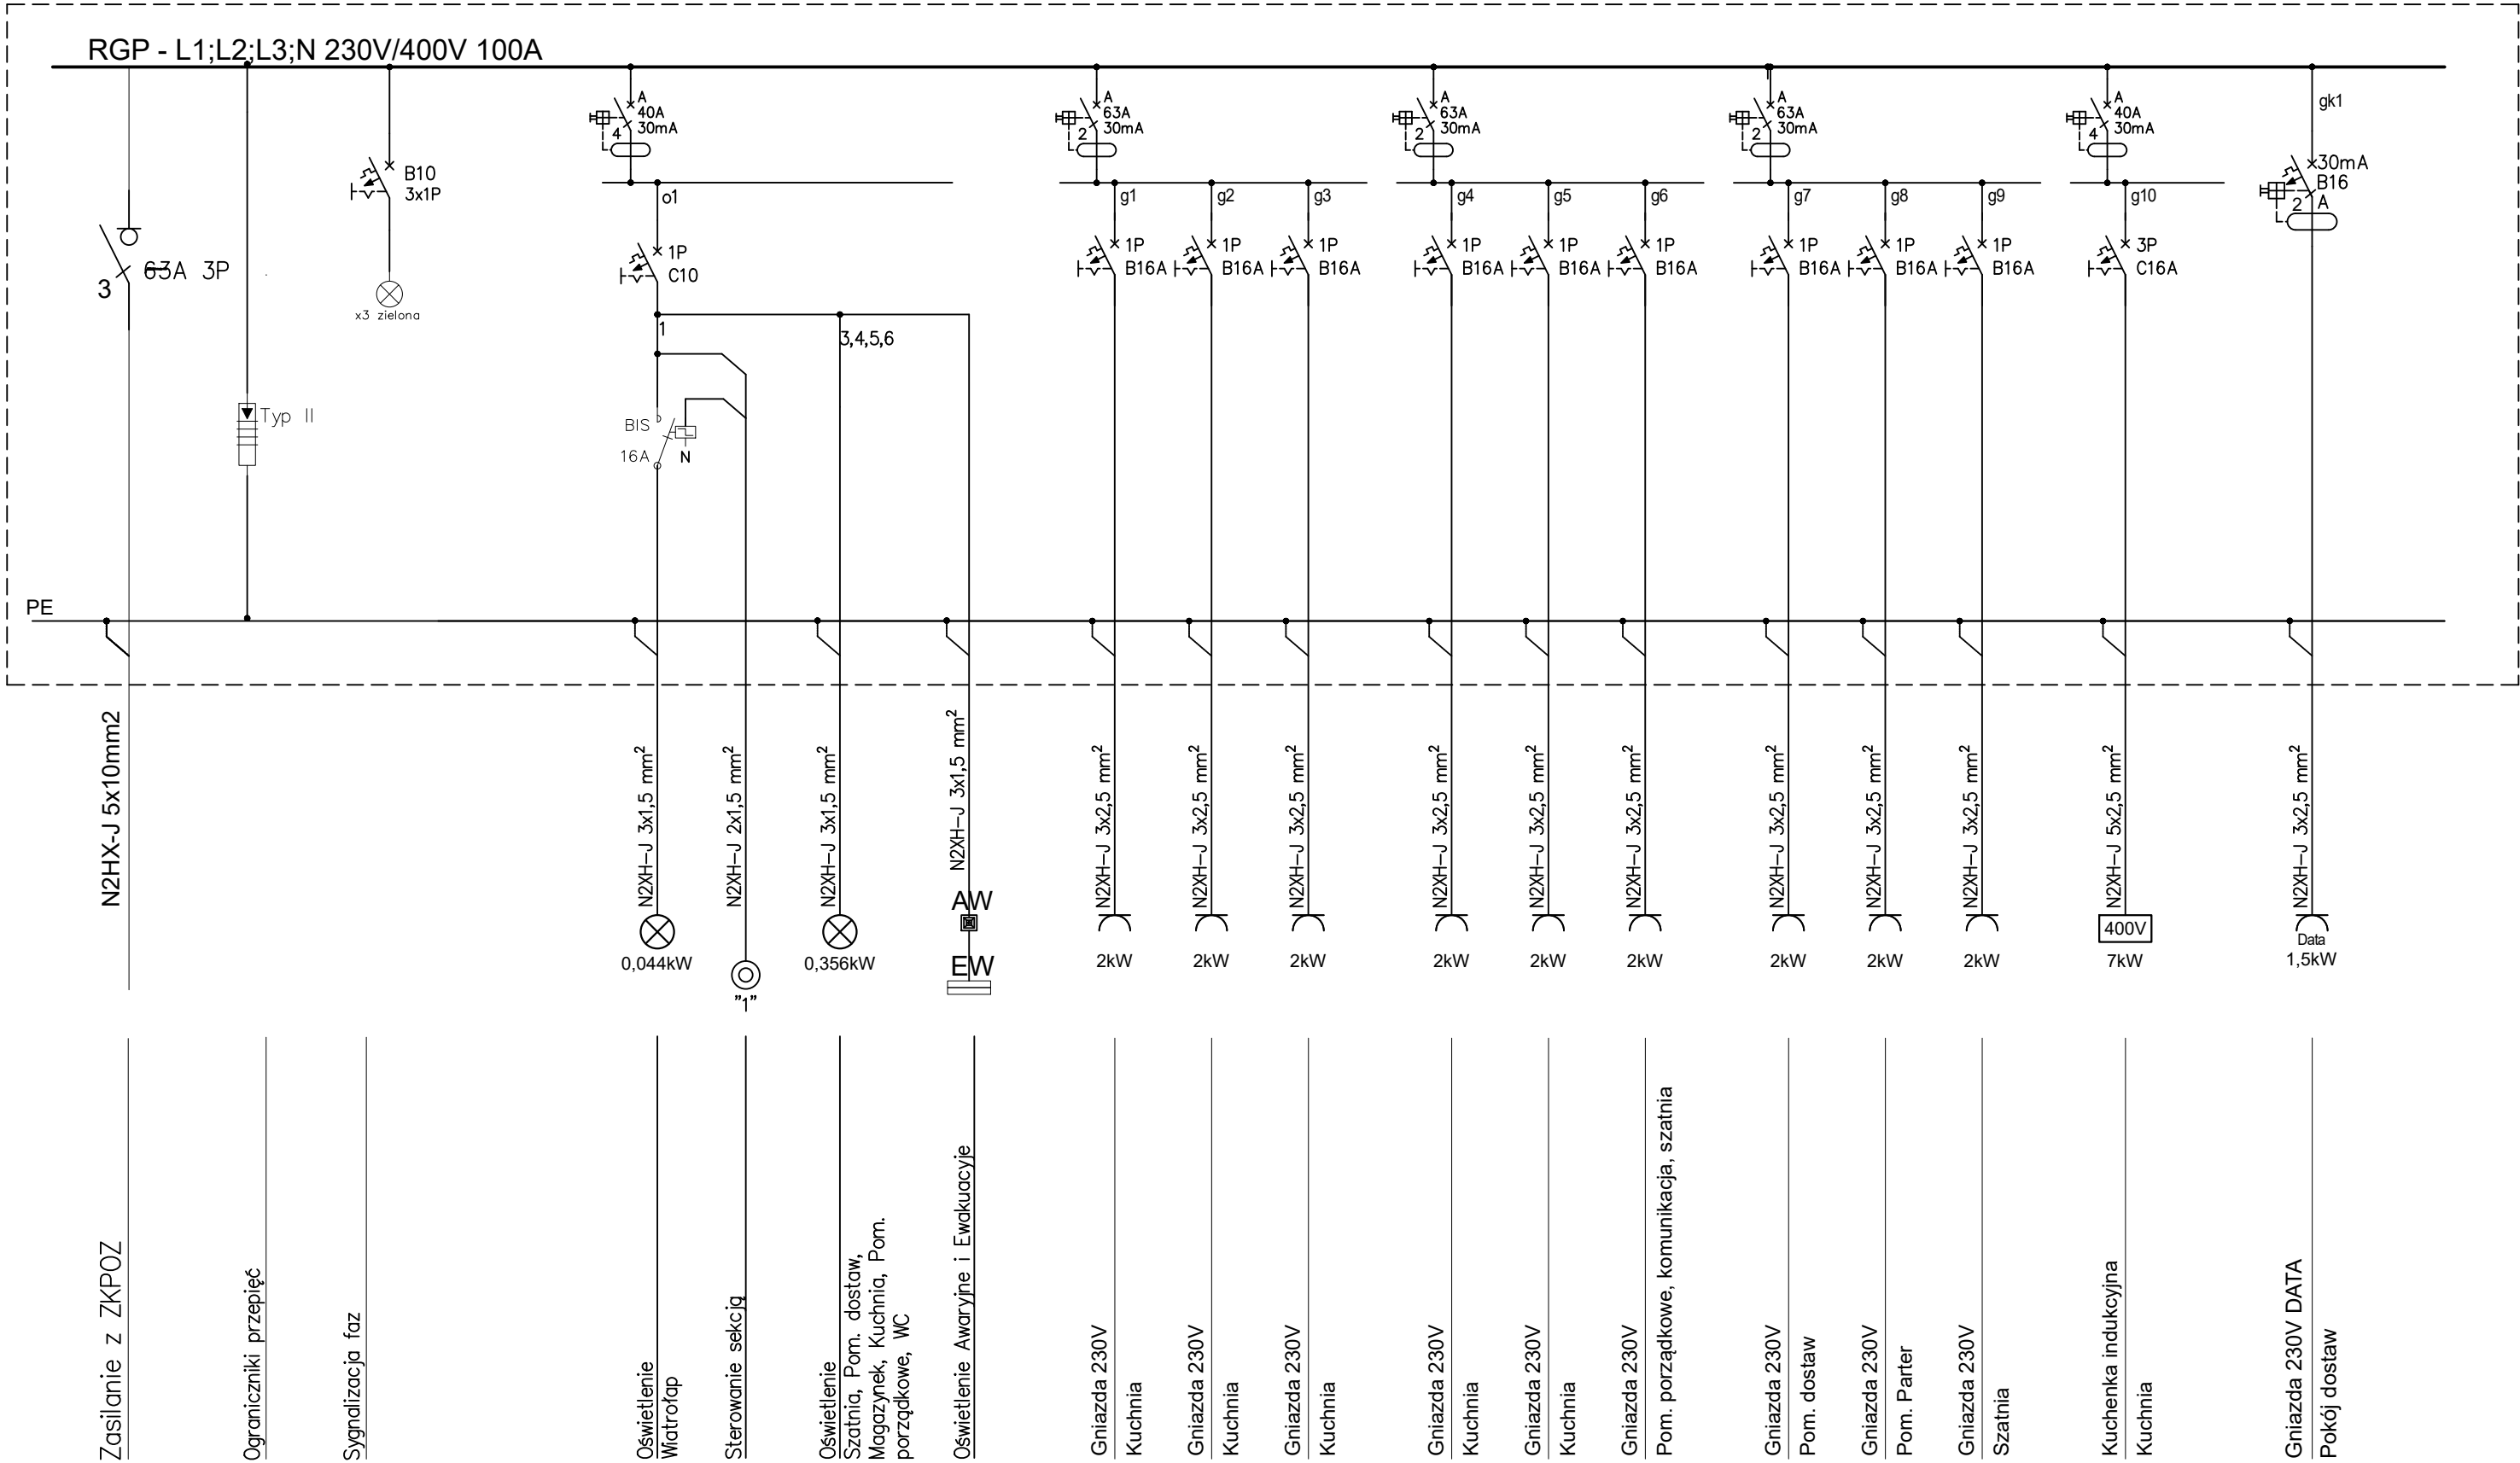 RGP - L1;L2;L3;N 230V/400V 100A
63A 3P
3
Typ II
B10
3x1P
x3 zielona
A
40A
30mA
4
o1
1P
C10
1
3,4,5,6
BIS
16A
N
A
63A
30mA
2
g1
1P
B16A
g2
1P
B16A
g3
1P
B16A
A
63A
30mA
2
g4
1P
B16A
g5
1P
B16A
g6
1P
B16A
A
63A
30mA
2
g7
1P
B16A
g8
1P
B16A
g9
1P
B16A
A
40A
30mA
4
g10
3P
C16A
gk1
30mA
B16
2 A
PE
N2HX-J 5x10mm2
N2XH-J 3x1,5 mm²
N2XH-J 2x1,5 mm²
N2XH-J 3x1,5 mm²
N2XH-J 3x1,5 mm²
N2XH-J 3x2,5 mm²
N2XH-J 3x2,5 mm²
N2XH-J 3x2,5 mm²
N2XH-J 3x2,5 mm²
N2XH-J 3x2,5 mm²
N2XH-J 3x2,5 mm²
N2XH-J 3x2,5 mm²
N2XH-J 3x2,5 mm²
N2XH-J 3x2,5 mm²
N2XH-J 5x2,5 mm²
N2XH-J 3x2,5 mm²
0,044kW
"1"
0,356kW
AW
EW
2kW
2kW
2kW
2kW
2kW
2kW
2kW
2kW
2kW
400V
7kW
Data
1,5kW
Zasilanie z ZKPOZ
Ograniczniki przepięć
Sygnalizacja faz
Oświetlenie
Wiatrołap
Sterowanie sekcją
Oświetlenie
Szatnia, Pom. dostaw,
Magazynek, Kuchnia, Pom.
porządkowe, WC
Oświetlenie Awaryjne i Ewakuacyje
Gniazda 230V
Kuchnia
Gniazda 230V
Kuchnia
Gniazda 230V
Kuchnia
Gniazda 230V
Kuchnia
Gniazda 230V
Kuchnia
Gniazda 230V
Pom. porządkowe, komunikacja, szatnia
Gniazda 230V
Pom. dostaw
Gniazda 230V
Pom. Parter
Gniazda 230V
Szatnia
Kuchenka indukcyjna
Kuchnia
Gniazda 230V DATA
Pokój dostaw